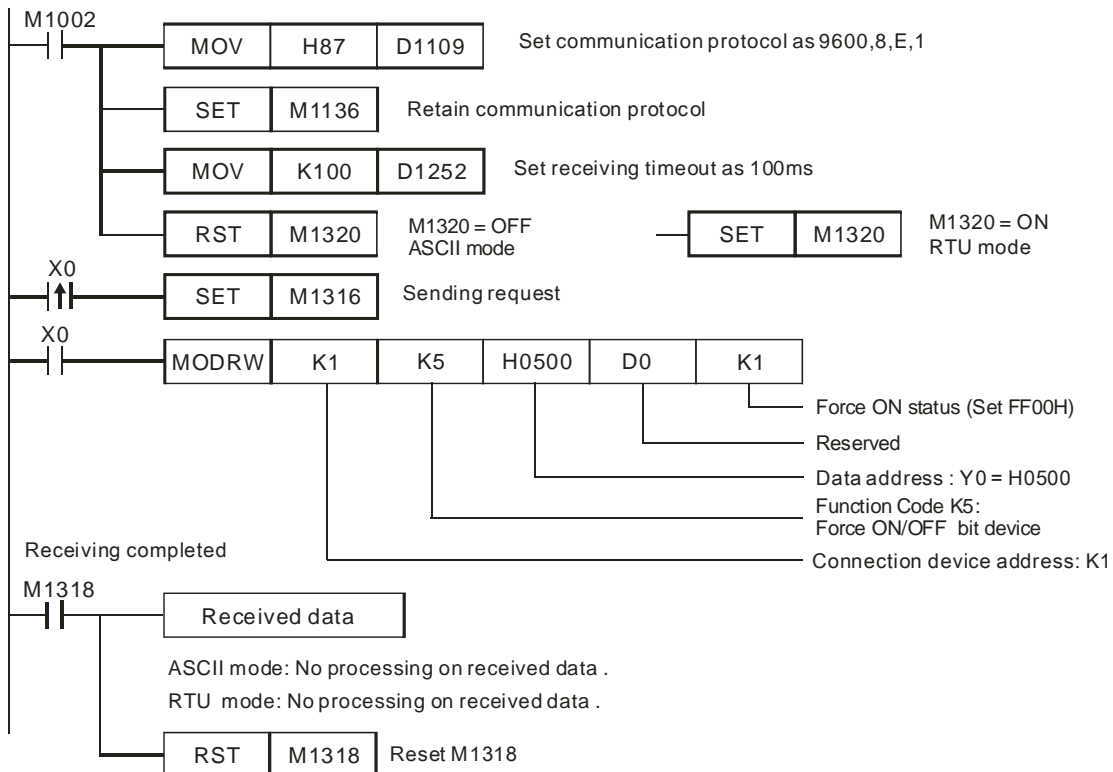 M1002
MOV H87 D1109 Set communication protocol as 9600,8,E,1
SET M1136 Retain communication protocol
MOV K100 D1252 Set receiving timeout as 100ms
RST M1320 M1320 = OFF
ASCII mode
SET M1320 M1320 = ON
RTU mode
X0
SET M1316 Sending request
X0
MODRW K1 K5 H0500 D0 K1
Force ON status (Set FF00H)
Reserved
Data address : Y0 = H0500
Function Code K5:
Force ON/OFF bit device
Connection device address: K1
Receiving completed
M1318
Received data
ASCII mode: No processing on received data .
RTU mode: No processing on received data .
RST M1318 Reset M1318